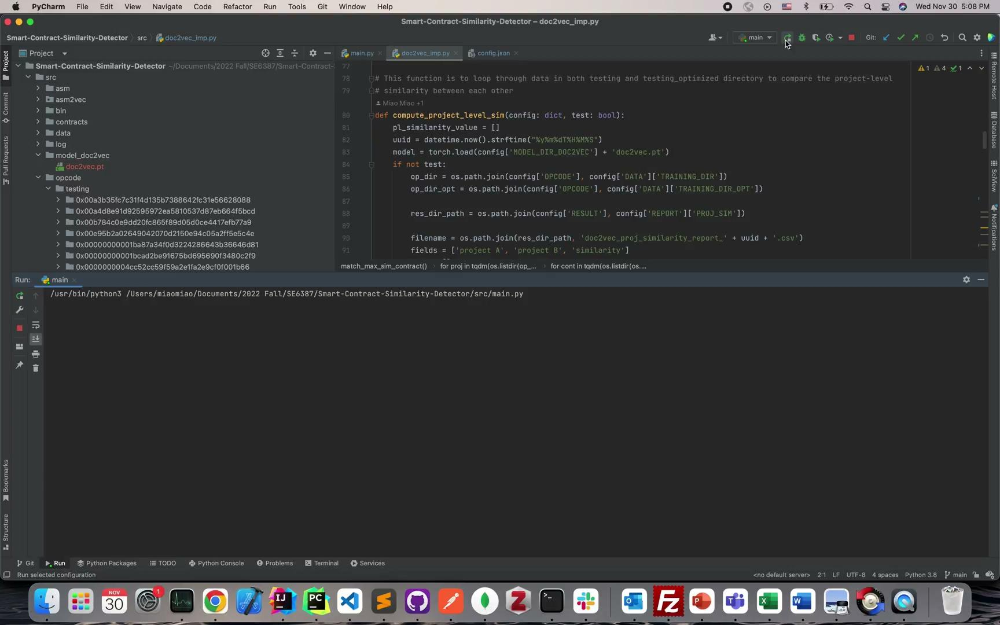 PyCharm File Edit View Navigate Code Refactor Run Tools Git Window Help Wed Nov 30 5:08 PM
Smart-Contract-Similarity-Detector – doc2vec_imp.py
Smart-Contract-Similarity-Detector src doc2vec_imp.py main Git:
Project main.py doc2vec_imp.py config.json
Smart-Contract-Similarity-Detector ~/Documents/2022 Fall/SE6387/Smart-Contract-
src
asm
asm2vec
bin
contracts
data
log
model_doc2vec
doc2vec.pt
opcode
testing
0x00a3b35fc7c31f4d135b7388642fc31e56628088
0x00a4d8e91d92595972ea5810537d87eb664f5bcd
0x00b784c0e9dd20fc865f89d05d0ce4417efb77a9
0x00e95b2a02649042070d2150e94c05a2ff5e5c4e
0x00000000001ba87a34f0d3224286643b36646d81
0x00000000001bcad2be91675bd695690f3480c2f9
0x0000000004cc52cc59f59a2e1fa2e9cf0f001b66
77
78 # This function is to loop through data in both testing and testing_optimized directory to compare the project-level
79 # similarity between each other
Miao Miao +1
80 def compute_project_level_sim(config: dict, test: bool):
81 pl_similarity_value = []
82 uuid = datetime.now().strftime("%y%m%dT%H%M%S")
83 model = torch.load(config['MODEL_DIR_DOC2VEC'] + 'doc2vec.pt')
84 if not test:
85 op_dir = os.path.join(config['OPCODE'], config['DATA']['TRAINING_DIR'])
86 op_dir_opt = os.path.join(config['OPCODE'], config['DATA']['TRAINING_DIR_OPT'])
87
88 res_dir_path = os.path.join(config['RESULT'], config['REPORT']['PROJ_SIM'])
89
90 filename = os.path.join(res_dir_path, 'doc2vec_proj_similarity_report_' + uuid + '.csv')
91 fields = ['project A', 'project B', 'similarity']
1 4 1
match_max_sim_contract() for proj in tqdm(os.listdir(op_... for cont in tqdm(os.listdir(os....
Project
Commit
Pull Requests
Bookmarks
Structure
Remote Host
Database
SciView
Notifications
Run: main
/usr/bin/python3 /Users/miaomiao/Documents/2022 Fall/SE6387/Smart-Contract-Similarity-Detector/src/main.py
Git Run Python Packages TODO Python Console Problems Terminal Services
Run selected configuration <no default server> 2:1 LF UTF-8 4 spaces Python 3.8 main
NOV
30
1
IJ
PC